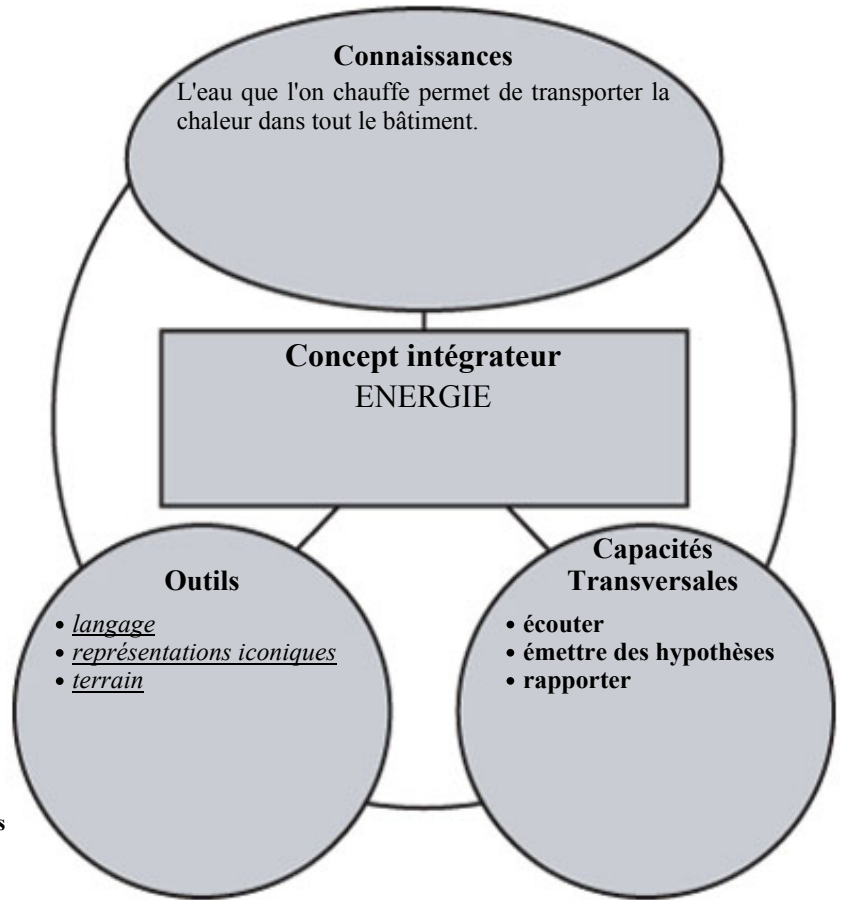 Connaissances
L'eau que l'on chauffe permet de transporter la
chaleur dans tout le bâtiment.
Concept intégrateur
ENERGIE
Outils
• langage
• représentations iconiques
• terrain
Capacités
Transversales
• écouter
• émettre des hypothèses
• rapporter
s